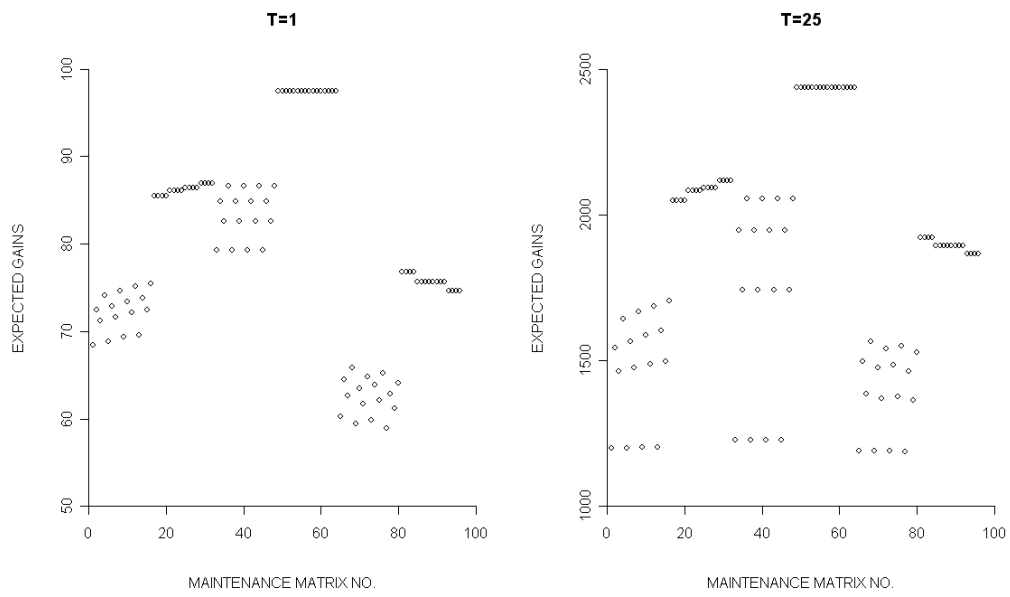 T=1
100
90
80
70
60
50
EXPECTED GAINS
0 20 40 60 80 100
MAINTENANCE MATRIX NO.
T=25
2500
2000
1500
1000
EXPECTED GAINS
0 20 40 60 80 100
MAINTENANCE MATRIX NO.